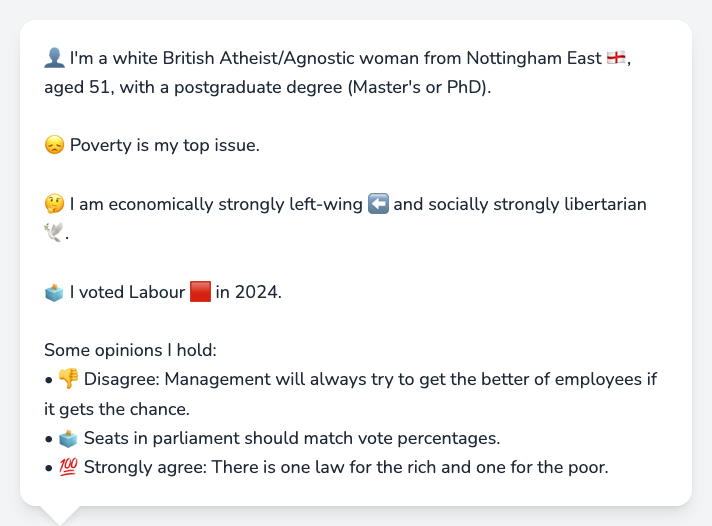 👤 I'm a white British Atheist/Agnostic woman from Nottingham East 🏴󠁧󠁢󠁥󠁮󠁧󠁿,
aged 51, with a postgraduate degree (Master's or PhD).
😞 Poverty is my top issue.
🤔 I am economically strongly left-wing ⬅️ and socially strongly libertarian
🕊️.
🗳️ I voted Labour 🟥 in 2024.
Some opinions I hold:
• 👎 Disagree: Management will always try to get the better of employees if
it gets the chance.
• 🗳️ Seats in parliament should match vote percentages.
• 💯 Strongly agree: There is one law for the rich and one for the poor.